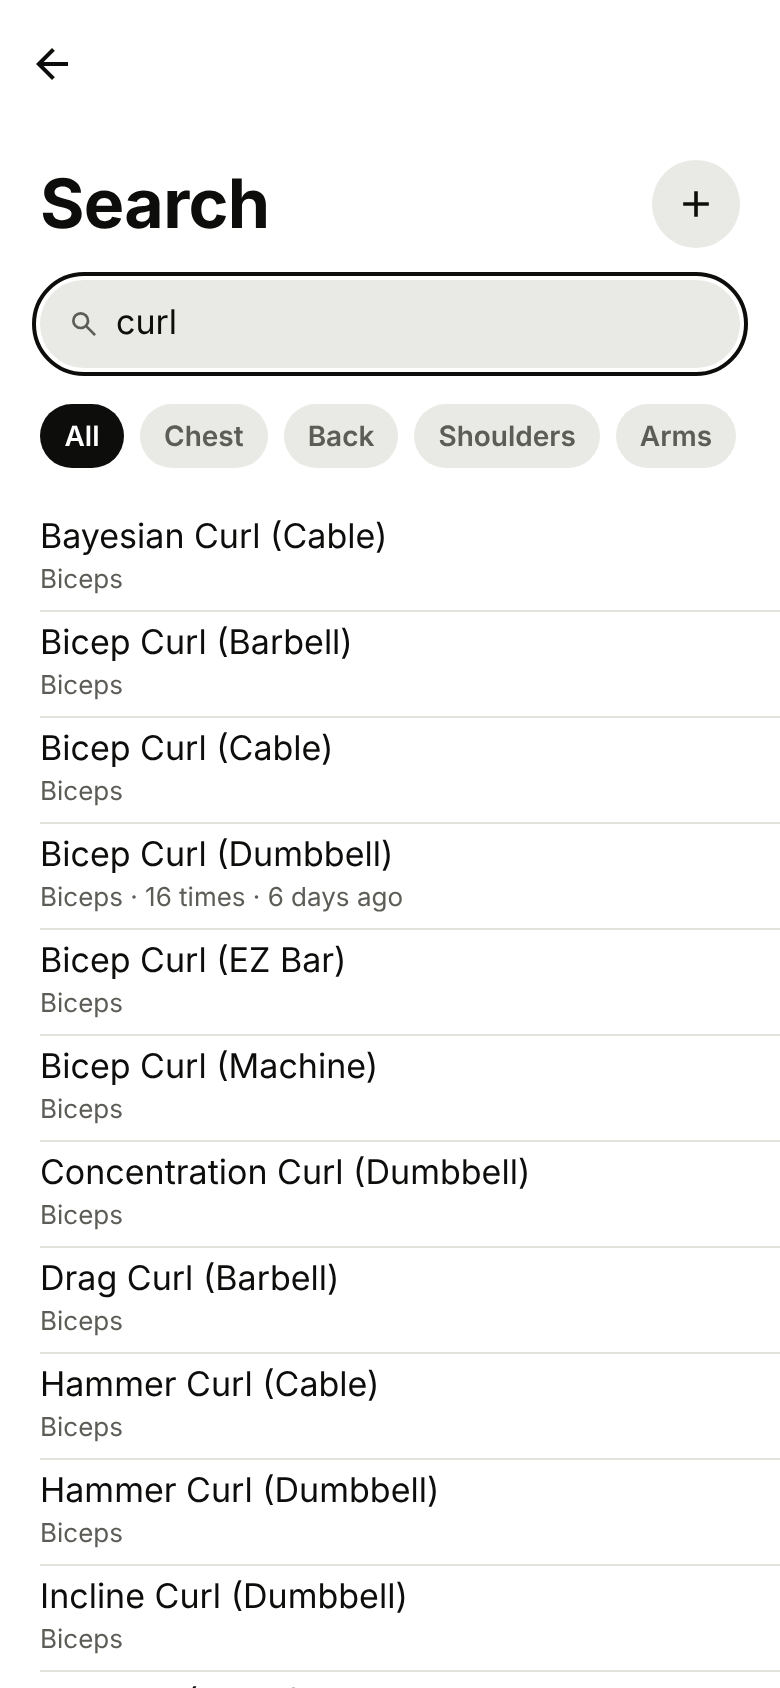 Search
curl
All Chest Back Shoulders Arms
Bayesian Curl (Cable)
Biceps
Bicep Curl (Barbell)
Biceps
Bicep Curl (Cable)
Biceps
Bicep Curl (Dumbbell)
Biceps · 16 times · 6 days ago
Bicep Curl (EZ Bar)
Biceps
Bicep Curl (Machine)
Biceps
Concentration Curl (Dumbbell)
Biceps
Drag Curl (Barbell)
Biceps
Hammer Curl (Cable)
Biceps
Hammer Curl (Dumbbell)
Biceps
Incline Curl (Dumbbell)
Biceps